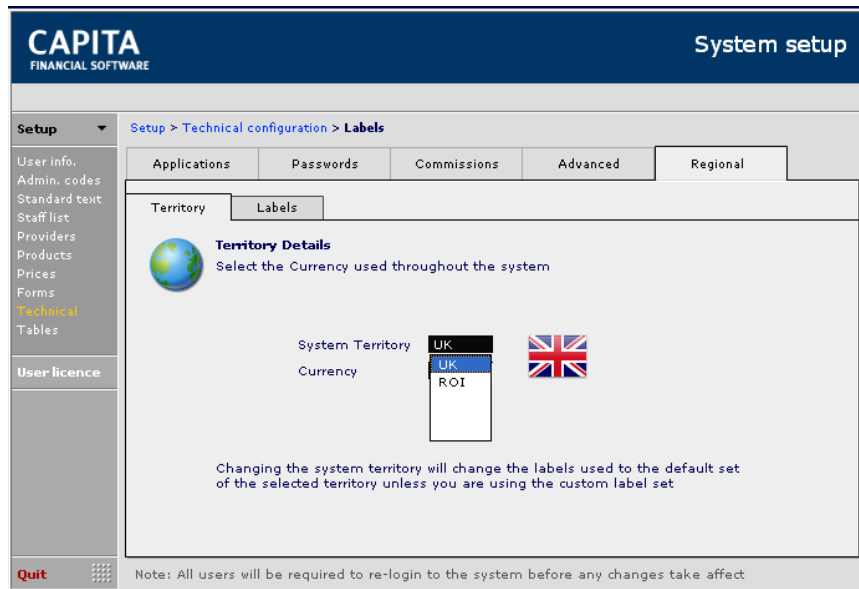 CAPITA
FINANCIAL SOFTWARE
System setup
Setup
Setup > Technical configuration > Labels
User info.
Admin. codes
Standard text
Staff list
Providers
Products
Prices
Forms
Technical
Tables
User licence
Quit
Applications
Passwords
Commissions
Advanced
Regional
Territory
Labels
Territory Details
Select the Currency used throughout the system
System Territory
UK
Currency
UK
ROI
Changing the system territory will change the labels used to the default set
of the selected territory unless you are using the custom label set
Note: All users will be required to re-login to the system before any changes take affect